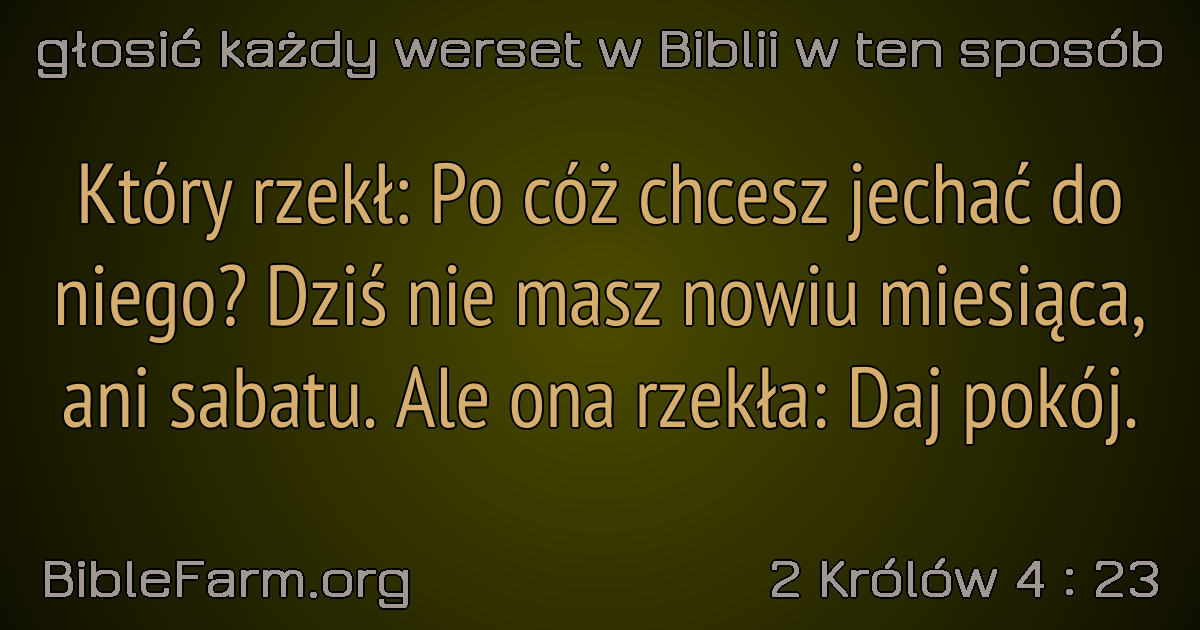 głosić każdy werset w Biblii w ten sposób
Który rzekł: Po cóż chcesz jechać do
niego? Dziś nie masz nowiu miesiąca,
ani sabatu. Ale ona rzekła: Daj pokój.
BibleFarm.org
2 Królów 4 : 23